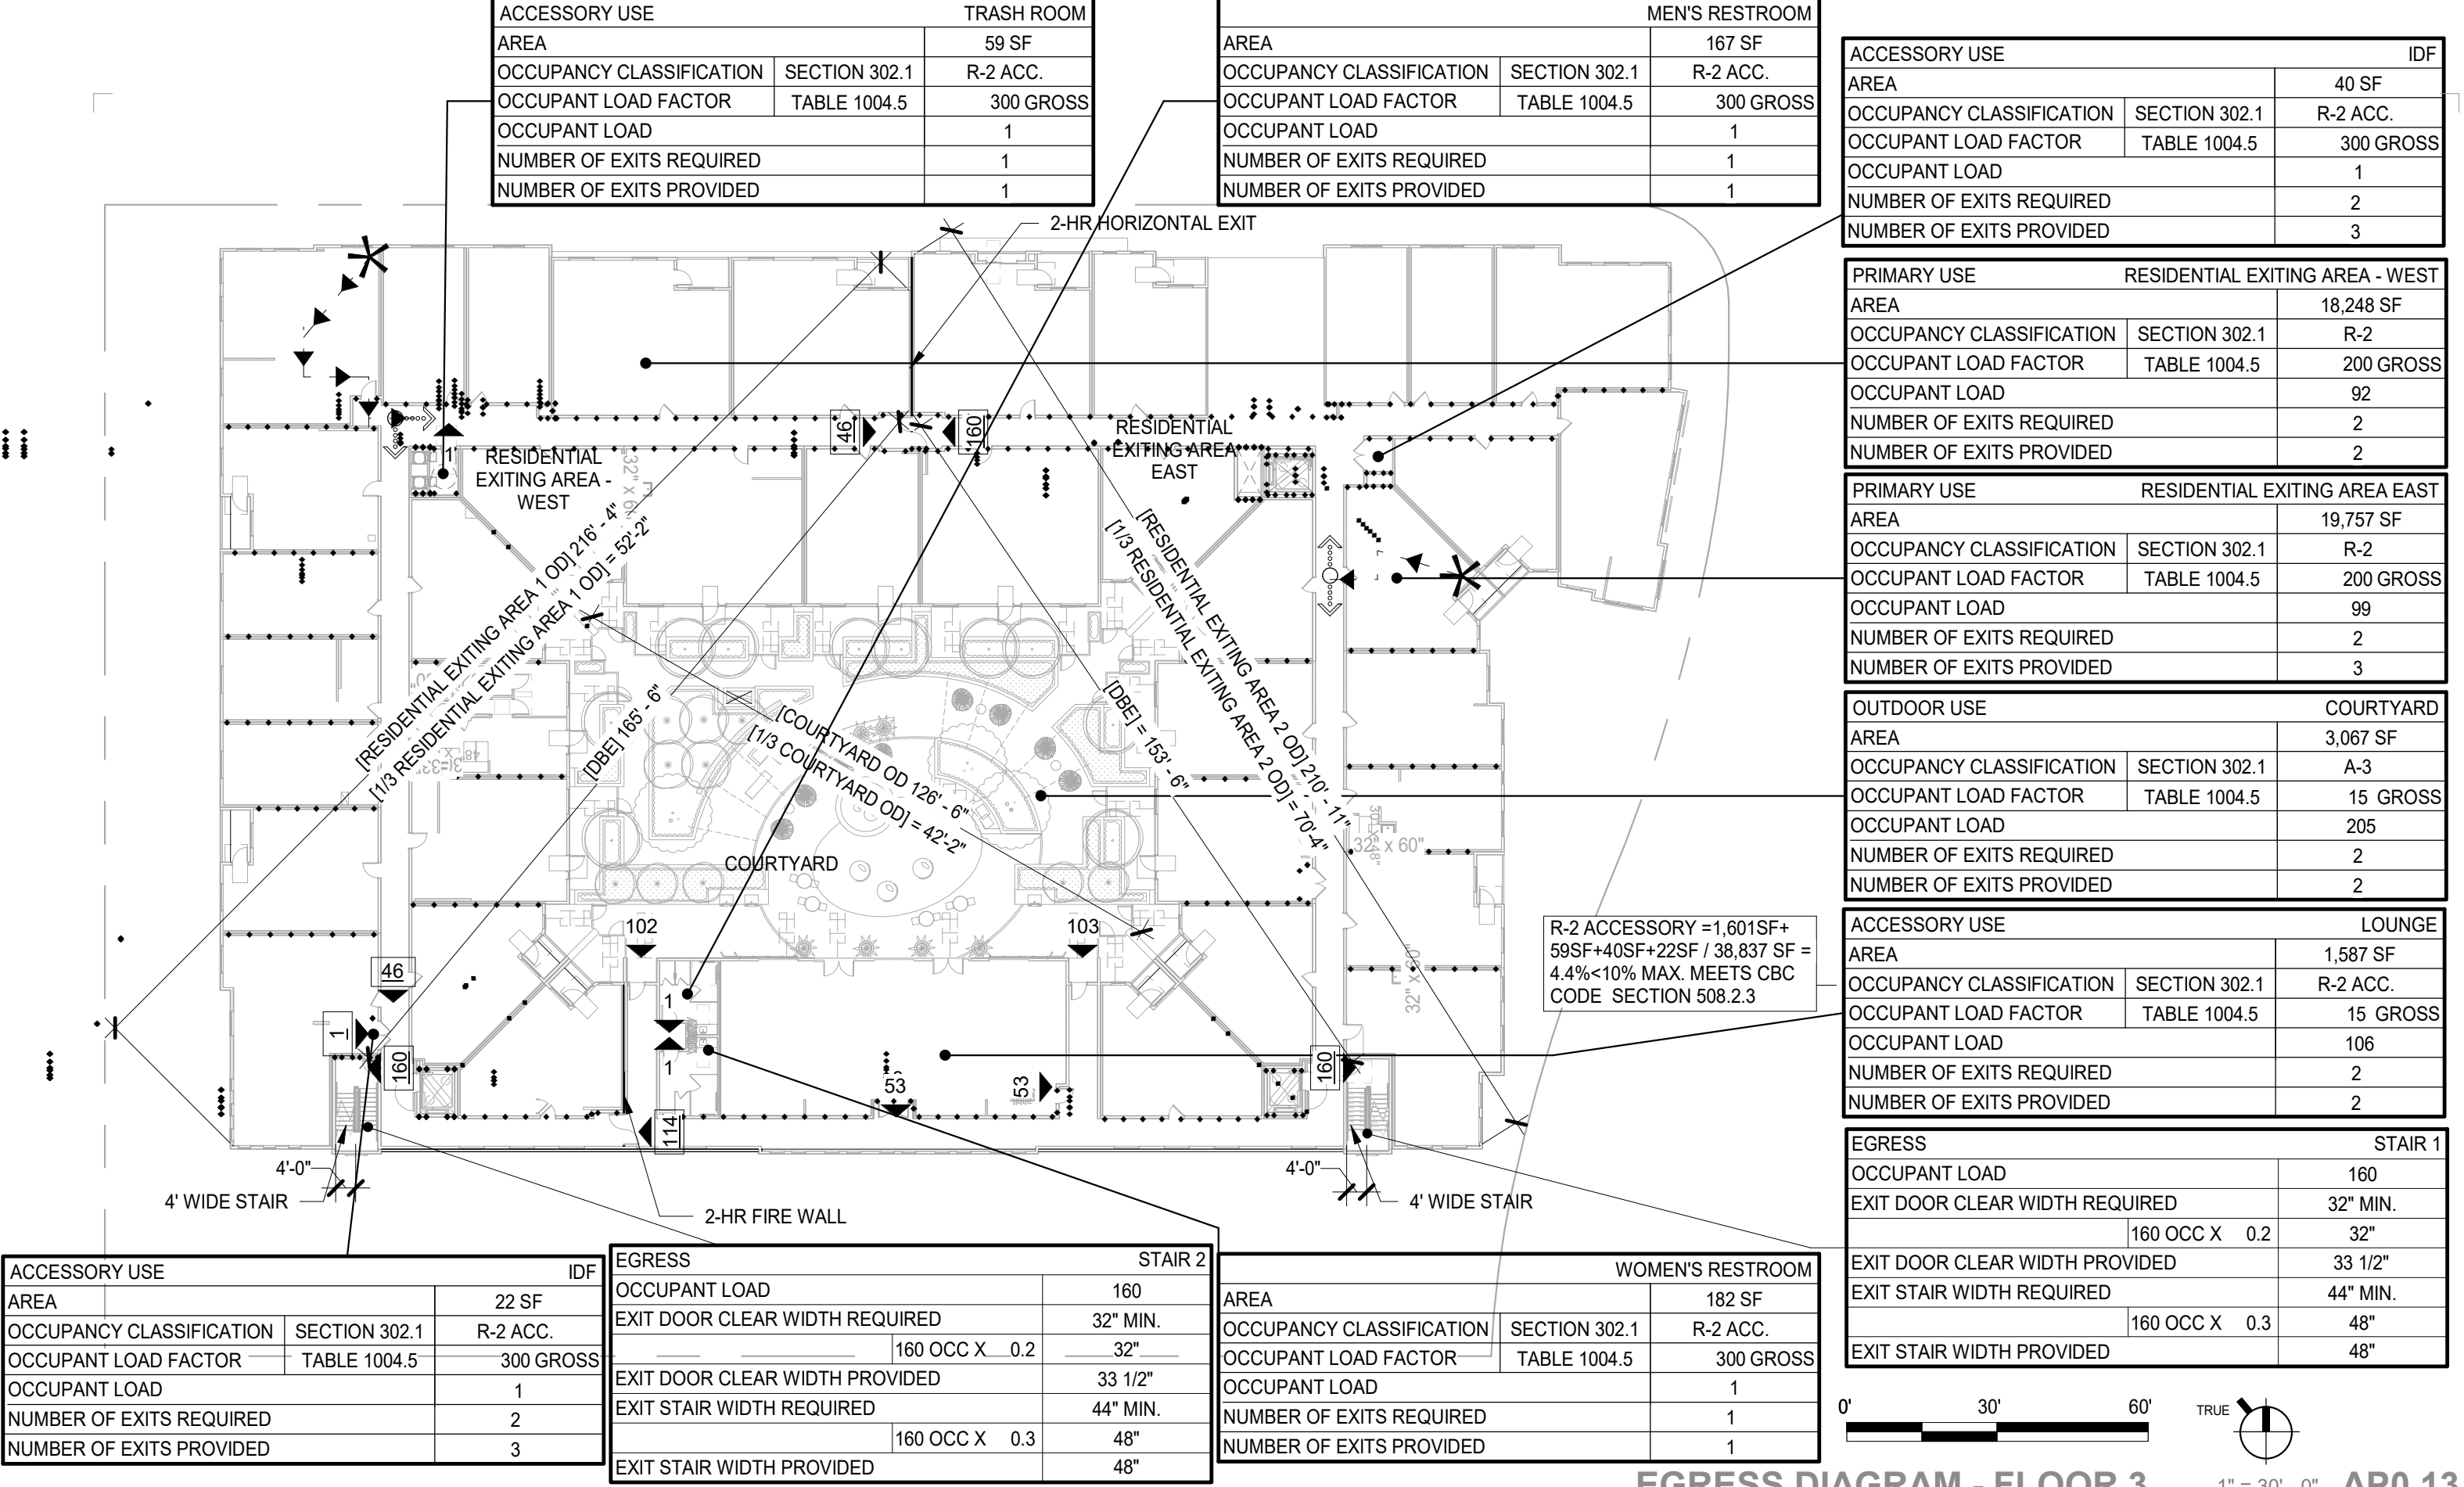 ACCESSORY USE TRASH ROOM
AREA 59 SF
OCCUPANCY CLASSIFICATION SECTION 302.1 R-2 ACC.
OCCUPANT LOAD FACTOR TABLE 1004.5 300 GROSS
OCCUPANT LOAD 1
NUMBER OF EXITS REQUIRED 1
NUMBER OF EXITS PROVIDED 1
MEN'S RESTROOM
AREA 167 SF
OCCUPANCY CLASSIFICATION SECTION 302.1 R-2 ACC.
OCCUPANT LOAD FACTOR TABLE 1004.5 300 GROSS
OCCUPANT LOAD 1
NUMBER OF EXITS REQUIRED 1
NUMBER OF EXITS PROVIDED 1
ACCESSORY USE IDF
AREA 40 SF
OCCUPANCY CLASSIFICATION SECTION 302.1 R-2 ACC.
OCCUPANT LOAD FACTOR TABLE 1004.5 300 GROSS
OCCUPANT LOAD 1
NUMBER OF EXITS REQUIRED 2
NUMBER OF EXITS PROVIDED 3
PRIMARY USE RESIDENTIAL EXITING AREA - WEST
AREA 18,248 SF
OCCUPANCY CLASSIFICATION SECTION 302.1 R-2
OCCUPANT LOAD FACTOR TABLE 1004.5 200 GROSS
OCCUPANT LOAD 92
NUMBER OF EXITS REQUIRED 2
NUMBER OF EXITS PROVIDED 2
PRIMARY USE RESIDENTIAL EXITING AREA EAST
AREA 19,757 SF
OCCUPANCY CLASSIFICATION SECTION 302.1 R-2
OCCUPANT LOAD FACTOR TABLE 1004.5 200 GROSS
OCCUPANT LOAD 99
NUMBER OF EXITS REQUIRED 2
NUMBER OF EXITS PROVIDED 3
OUTDOOR USE COURTYARD
AREA 3,067 SF
OCCUPANCY CLASSIFICATION SECTION 302.1 A-3
OCCUPANT LOAD FACTOR TABLE 1004.5 15 GROSS
OCCUPANT LOAD 205
NUMBER OF EXITS REQUIRED 2
NUMBER OF EXITS PROVIDED 2
ACCESSORY USE LOUNGE
AREA 1,587 SF
OCCUPANCY CLASSIFICATION SECTION 302.1 R-2 ACC.
OCCUPANT LOAD FACTOR TABLE 1004.5 15 GROSS
OCCUPANT LOAD 106
NUMBER OF EXITS REQUIRED 2
NUMBER OF EXITS PROVIDED 2
EGRESS STAIR 1
OCCUPANT LOAD 160
EXIT DOOR CLEAR WIDTH REQUIRED 32" MIN.
160 OCC X 0.2 32"
EXIT DOOR CLEAR WIDTH PROVIDED 33 1/2"
EXIT STAIR WIDTH REQUIRED 44" MIN.
160 OCC X 0.3 48"
EXIT STAIR WIDTH PROVIDED 48"
2-HR HORIZONTAL EXIT
46
160
1
RESIDENTIAL
EXITING AREA -
WEST
RESIDENTIAL
EXITING AREA
EAST
[RESIDENTIAL EXITING AREA 1 OD] 216' - 4"
[1/3 RESIDENTIAL EXITING AREA 1 OD] = 52'-2"
[DBE] 165' - 6"
[COURTYARD OD 126' - 6"
[1/3 COURTYARD OD] = 42'-2"
[DBE] = 153' - 6"
[RESIDENTIAL EXITING AREA 2 OD] 210' - 11"
[1/3 RESIDENTIAL EXITING AREA 2 OD] = 70'-4"
32" x 60"
COURTYARD
102
103
R-2 ACCESSORY =1,601SF+
59SF+40SF+22SF / 38,837 SF =
4.4%<10% MAX. MEETS CBC
CODE SECTION 508.2.3
32" x 60"
46
1
160
1
1
53
53
160
114
4'-0"
4' WIDE STAIR
2-HR FIRE WALL
4'-0"
4' WIDE STAIR
ACCESSORY USE IDF
AREA 22 SF
OCCUPANCY CLASSIFICATION SECTION 302.1 R-2 ACC.
OCCUPANT LOAD FACTOR TABLE 1004.5 300 GROSS
OCCUPANT LOAD 1
NUMBER OF EXITS REQUIRED 2
NUMBER OF EXITS PROVIDED 3
EGRESS STAIR 2
OCCUPANT LOAD 160
EXIT DOOR CLEAR WIDTH REQUIRED 32" MIN.
160 OCC X 0.2 32"
EXIT DOOR CLEAR WIDTH PROVIDED 33 1/2"
EXIT STAIR WIDTH REQUIRED 44" MIN.
160 OCC X 0.3 48"
EXIT STAIR WIDTH PROVIDED 48"
WOMEN'S RESTROOM
AREA 182 SF
OCCUPANCY CLASSIFICATION SECTION 302.1 R-2 ACC.
OCCUPANT LOAD FACTOR TABLE 1004.5 300 GROSS
OCCUPANT LOAD 1
NUMBER OF EXITS REQUIRED 1
NUMBER OF EXITS PROVIDED 1
0' 30' 60'
TRUE
EGRESS DIAGRAM - FLOOR 3 1" = 30' - 0" AP0.13